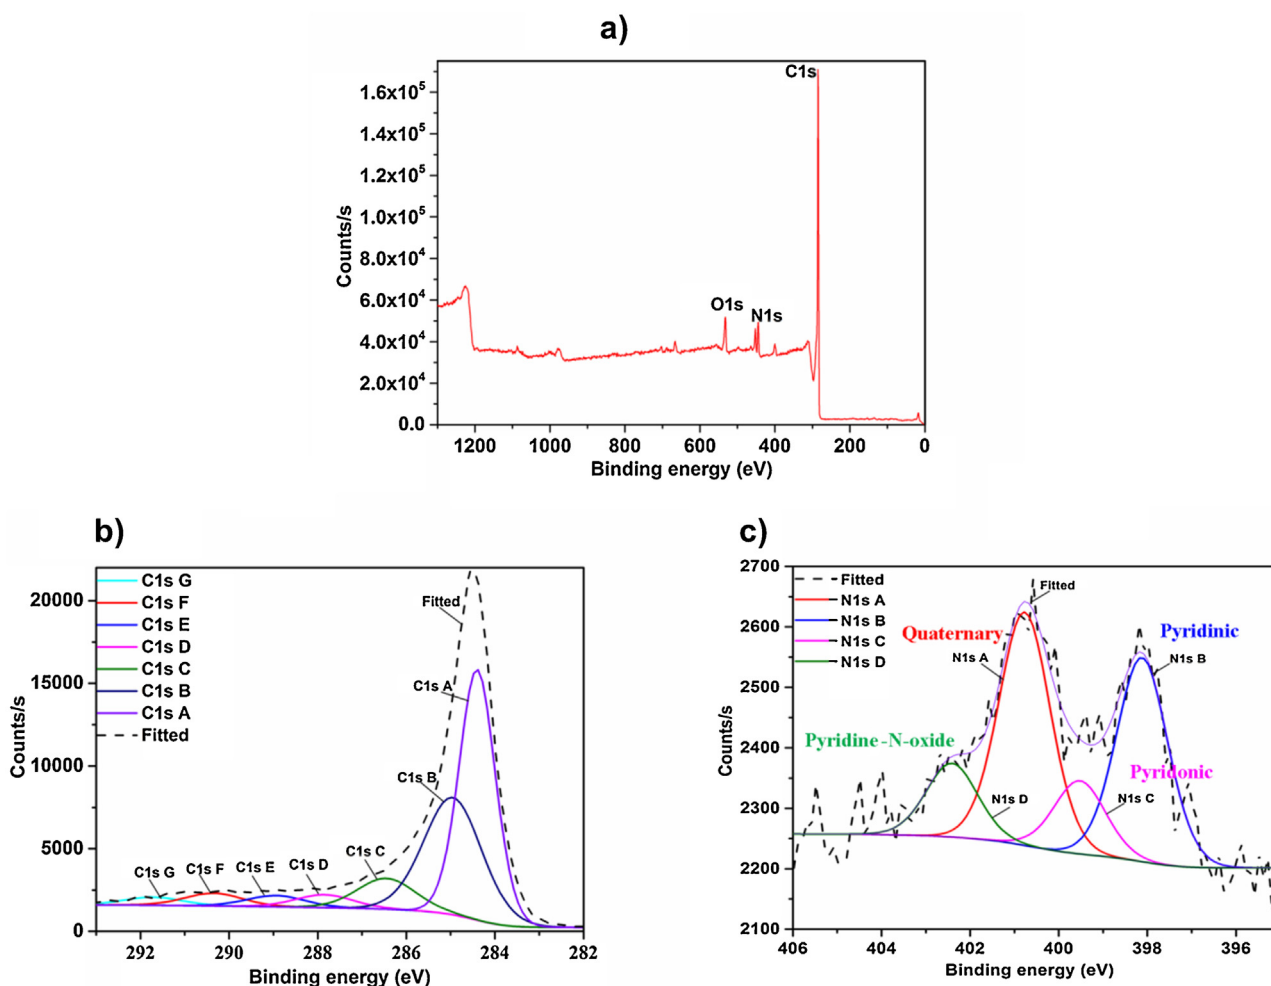 a)
C1s
1.6x10⁵
1.4x10⁵
1.2x10⁵
1.0x10⁵
8.0x10⁴
6.0x10⁴
4.0x10⁴
2.0x10⁴
0.0
Counts/s
O1s
N1s
1200 1000 800 600 400 200 0
Binding energy (eV)
b)
C1s G
C1s F
C1s E
C1s D
C1s C
C1s B
C1s A
Fitted
20000
15000
10000
5000
0
Counts/s
Fitted
C1s A
C1s B
C1s C
C1s D
C1s E
C1s F
C1s G
292 290 288 286 284 282
Binding energy (eV)
c)
2700
2600
2500
2400
2300
2200
2100
Counts/s
Fitted
N1s A
N1s B
N1s C
N1s D
Fitted
Quaternary
Pyridinic
N1s A
N1s B
Pyridine-N-oxide
Pyridonic
N1s D
N1s C
406 404 402 400 398 396
Binding energy (eV)